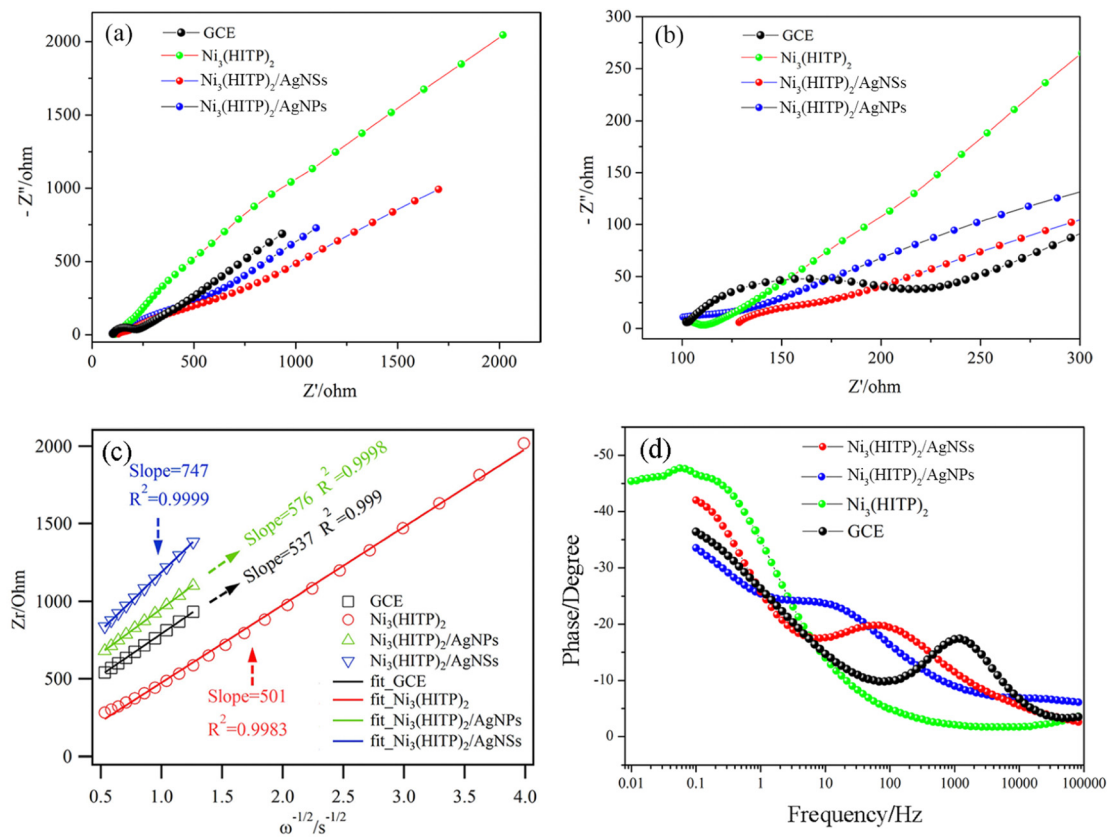 (a)
GCE
Ni3(HITP)2
Ni3(HITP)2/AgNSs
Ni3(HITP)2/AgNPs
2000
1500
1000
500
0
- Z"/ohm
0 500 1000 1500 2000
Z'/ohm
(b)
GCE
Ni3(HITP)2
Ni3(HITP)2/AgNSs
Ni3(HITP)2/AgNPs
-300
-250
-200
-150
-100
-50
0
- Z"/ohm
100 150 200 250 300
Z'/ohm
(c)
Slope=747
R²=0.9999
Slope=576 R²=0.9998
Slope=537 R²=0.999
Slope=501
R²=0.9983
GCE
Ni3(HITP)2
Ni3(HITP)2/AgNPs
Ni3(HITP)2/AgNSs
fit_GCE
fit_Ni3(HITP)2
fit_Ni3(HITP)2/AgNPs
fit_Ni3(HITP)2/AgNSs
2000
1500
1000
500
0
Zr/Ohm
0.5 1.0 1.5 2.0 2.5 3.0 3.5 4.0
ω-1/2/s-1/2
(d)
Ni3(HITP)2/AgNSs
Ni3(HITP)2/AgNPs
Ni3(HITP)2
GCE
-50
-40
-30
-20
-10
0
Phase/Degree
0.01 0.1 1 10 100 1000 10000 100000
Frequency/Hz